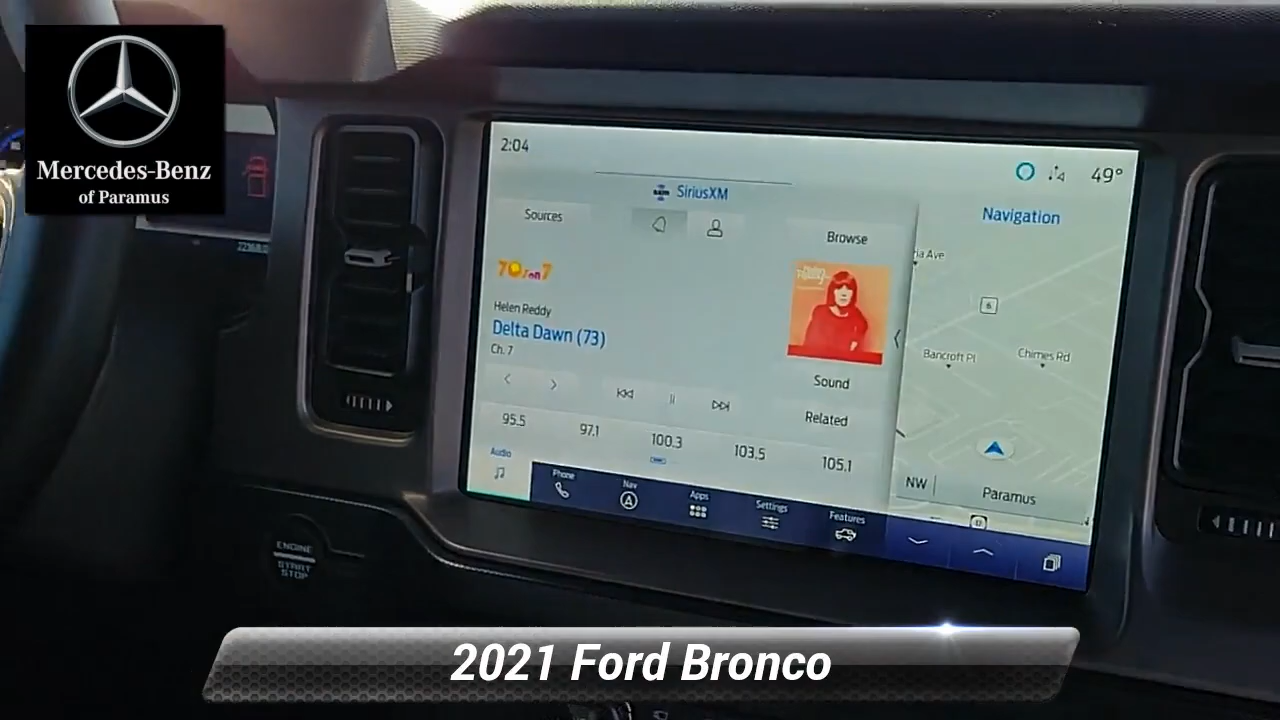 Mercedes-Benz
of Paramus
2:04
49°
SiriusXM
Navigation
Sources
Browse
70s on 7
Helen Reddy
Delta Dawn (73)
Ch. 7
Bancroft Pl
Chimes Rd
Sound
Related
95.5
97.1
100.3
103.5
105.1
NW
Paramus
Audio
Phone
Nav
Apps
Settings
Features
ENGINE
START
STOP
2021 Ford Bronco